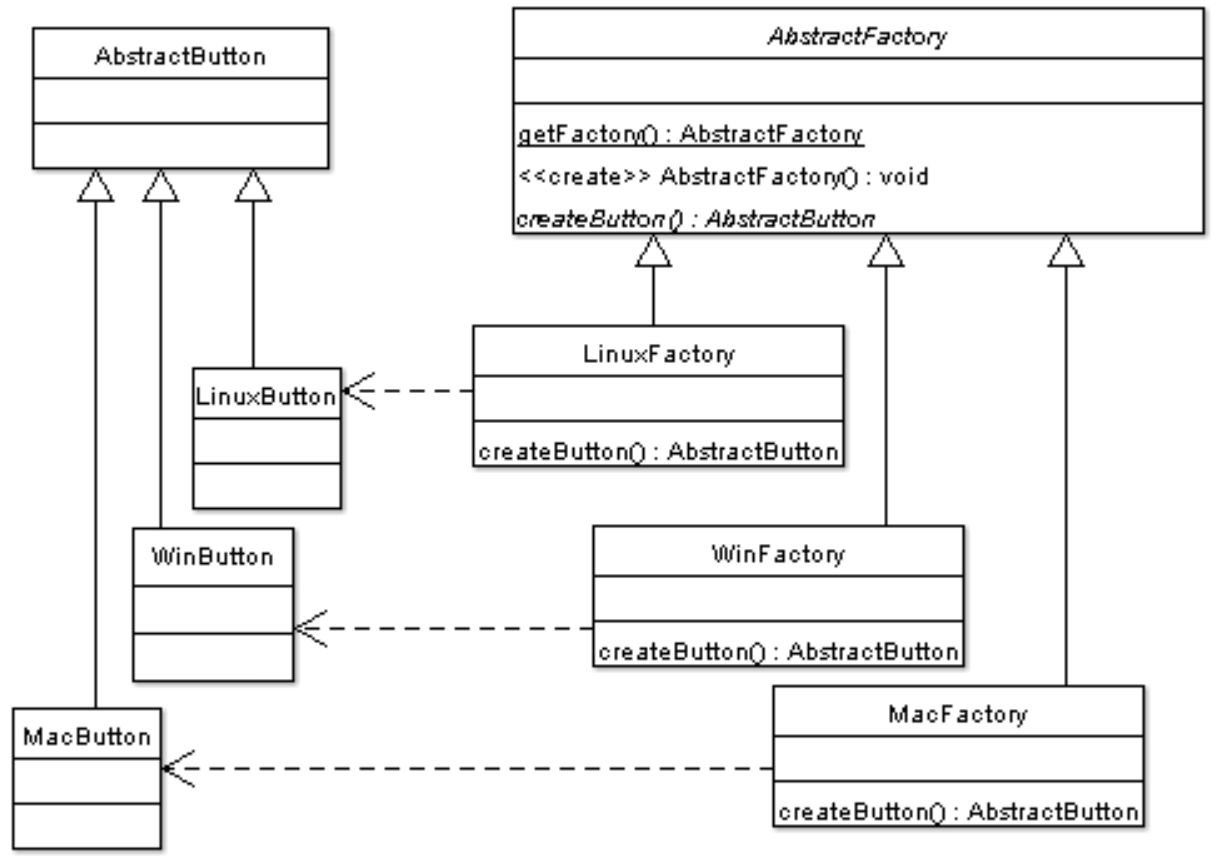 AbstractButton
AbstractFactory
getFactory() : AbstractFactory
<<create>> AbstractFactory() : void
createButton() : AbstractButton
LinuxFactory
createButton() : AbstractButton
LinuxButton
WinFactory
createButton() : AbstractButton
WinButton
MacFactory
createButton() : AbstractButton
MacButton